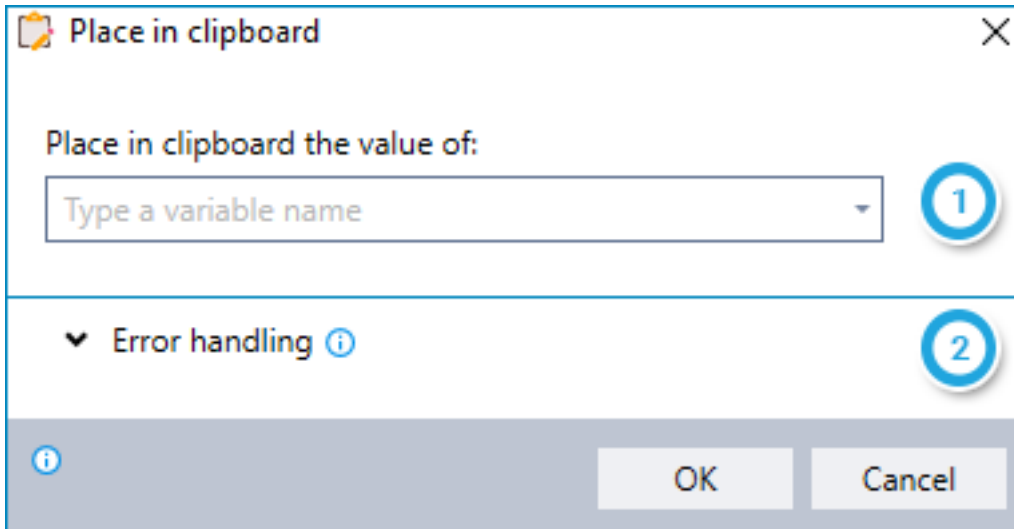 Place in clipboard
Place in clipboard the value of:
Type a variable name
1
Error handling
2
OK
Cancel